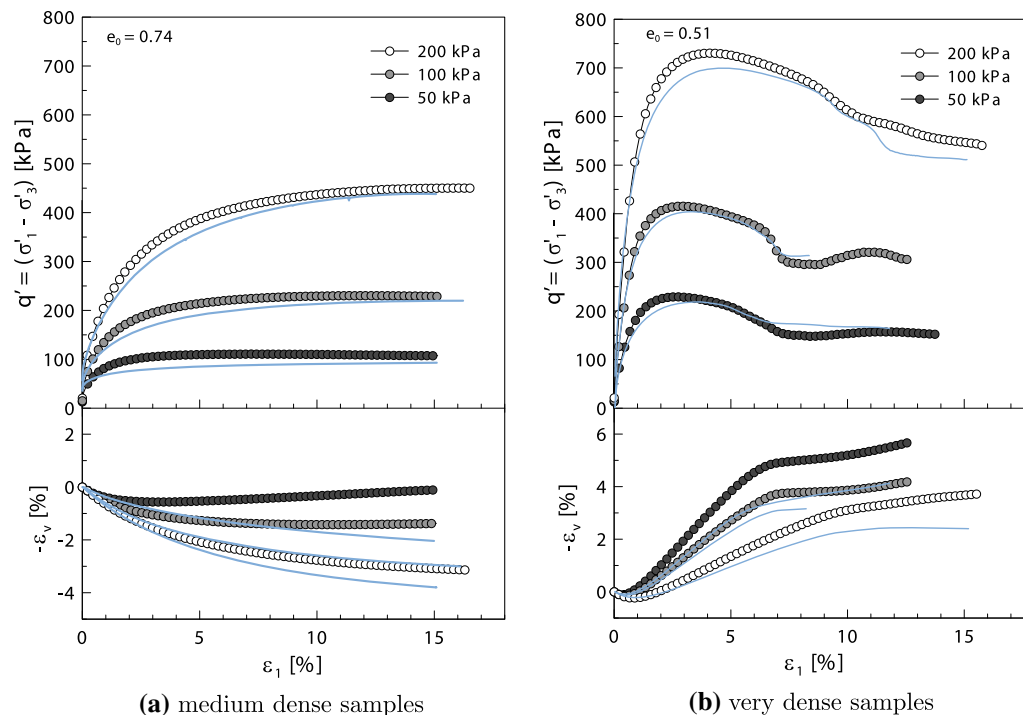 800
700
600
500
400
300
200
100
0
q' = (σ'1 - σ'3) [kPa]
e0 = 0.74
200 kPa
100 kPa
50 kPa
2
0
-2
-4
-6
-εv [%]
0 5 10 15
ε1 [%]
(a) medium dense samples
800
700
600
500
400
300
200
100
0
q' = (σ'1 - σ'3) [kPa]
e0 = 0.51
200 kPa
100 kPa
50 kPa
6
4
2
0
-εv [%]
0 5 10 15
ε1 [%]
(b) very dense samples